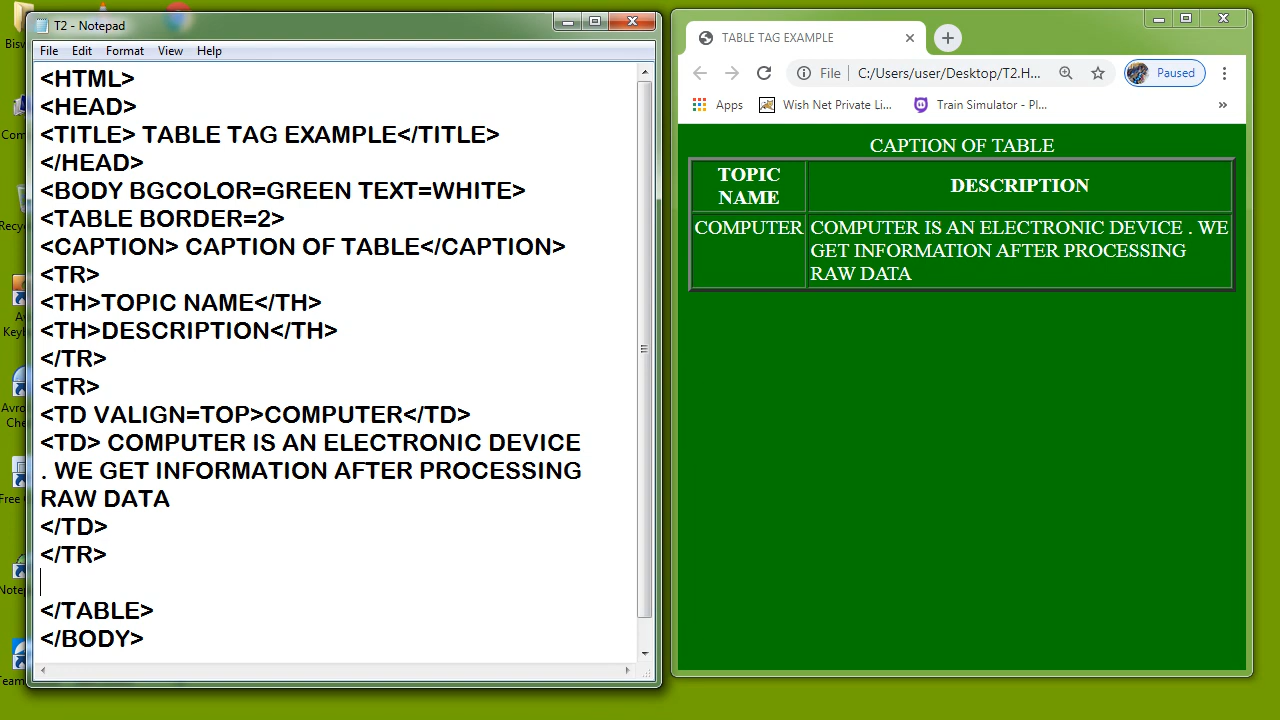 T2 - Notepad
File Edit Format View Help
<HTML>
<HEAD>
<TITLE> TABLE TAG EXAMPLE</TITLE>
</HEAD>
<BODY BGCOLOR=GREEN TEXT=WHITE>
<TABLE BORDER=2>
<CAPTION> CAPTION OF TABLE</CAPTION>
<TR>
<TH>TOPIC NAME</TH>
<TH>DESCRIPTION</TH>
</TR>
<TR>
<TD VALIGN=TOP>COMPUTER</TD>
<TD> COMPUTER IS AN ELECTRONIC DEVICE
. WE GET INFORMATION AFTER PROCESSING
RAW DATA
</TD>
</TR>
</TABLE>
</BODY>
TABLE TAG EXAMPLE
File C:/Users/user/Desktop/T2.H... Paused
Apps Wish Net Private Li... Train Simulator - Pl... »
CAPTION OF TABLE
TOPIC
NAME
DESCRIPTION
COMPUTER
COMPUTER IS AN ELECTRONIC DEVICE . WE
GET INFORMATION AFTER PROCESSING
RAW DATA